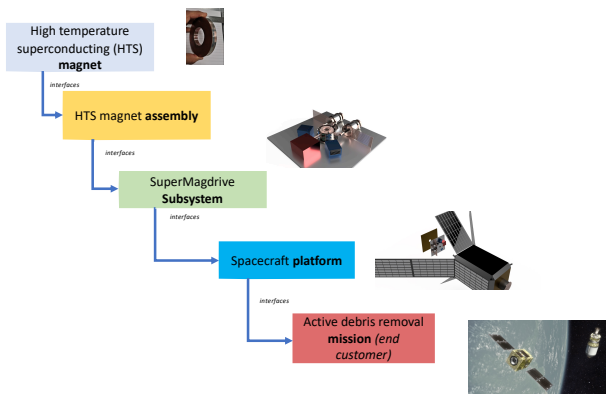 High temperature
superconducting (HTS)
magnet
interfaces
HTS magnet assembly
interfaces
SuperMagdrive
Subsystem
interfaces
Spacecraft platform
interfaces
Active debris removal
mission (end
customer)